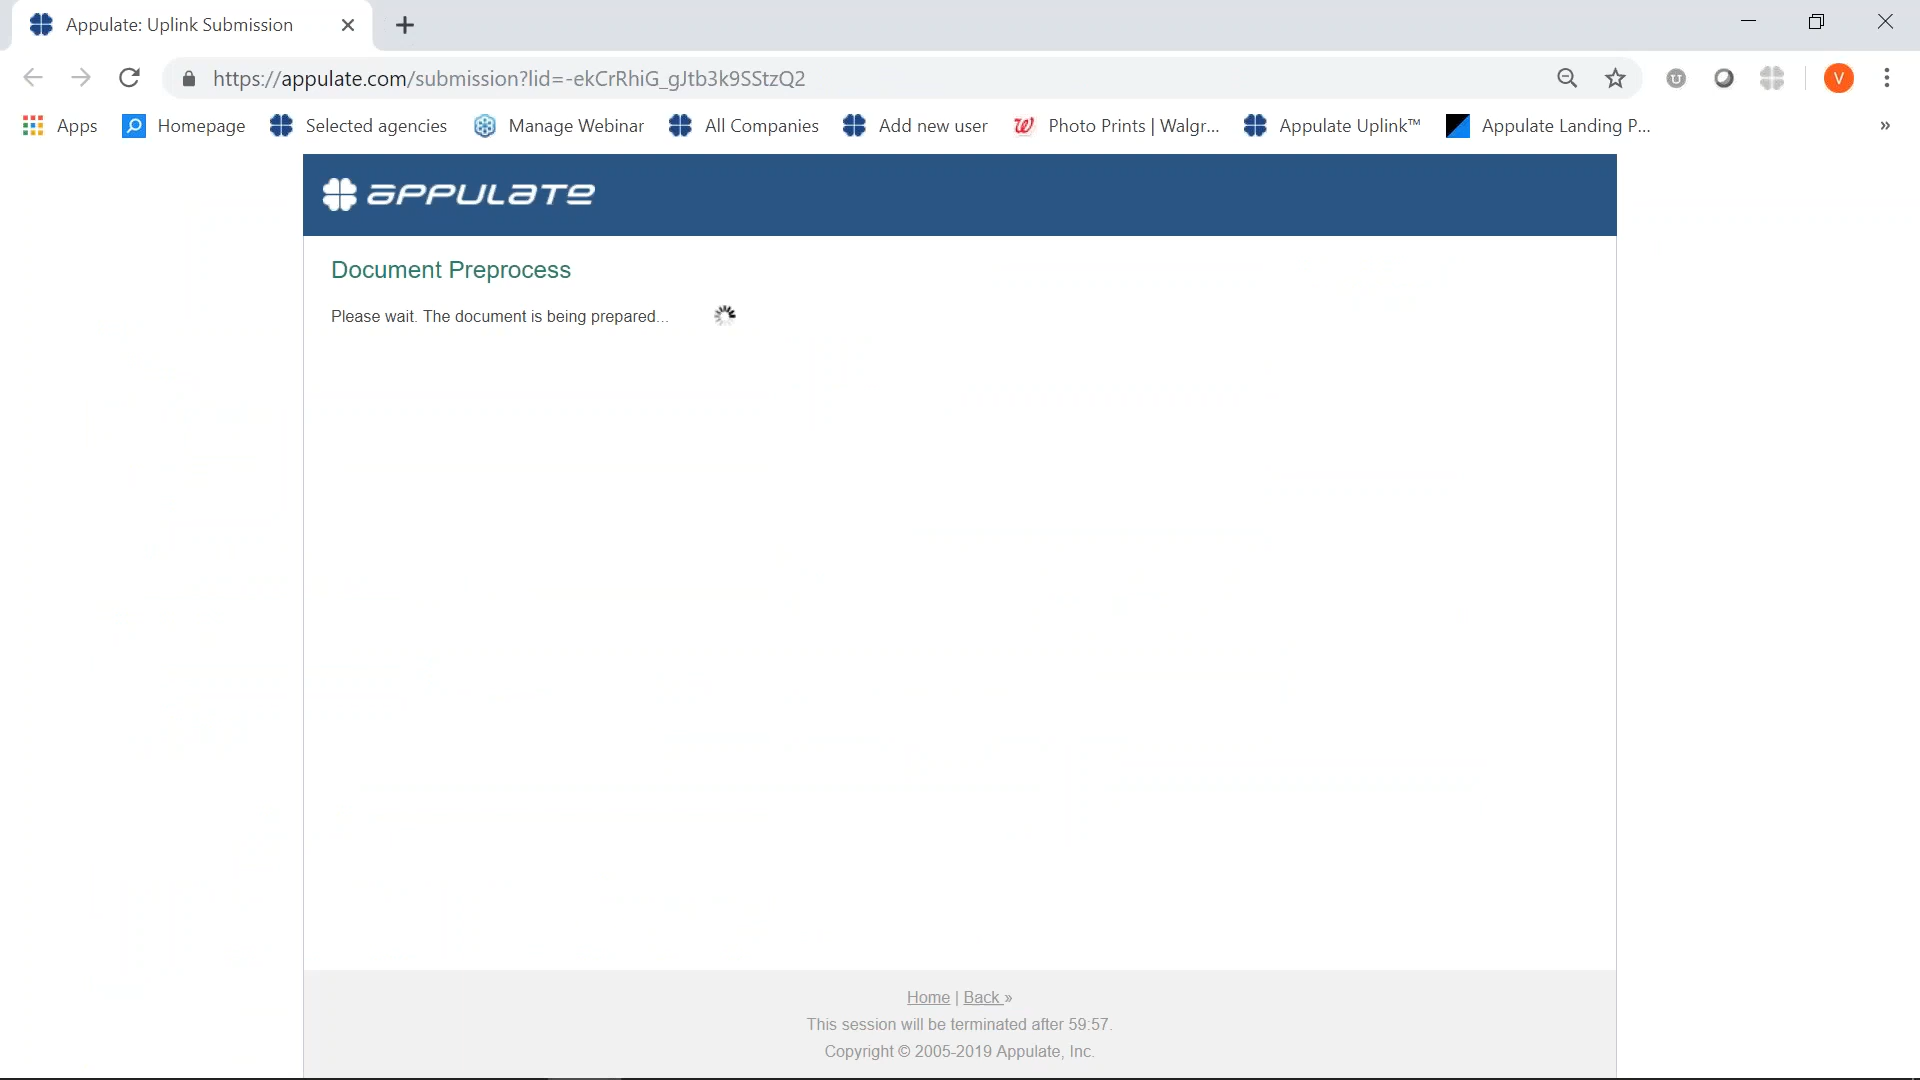 Appulate: Uplink Submission
https://appulate.com/submission?lid=-ekCrRhiG_gJtb3k9SStzQ2
V
Apps Homepage Selected agencies Manage Webinar All Companies Add new user Photo Prints | Walgr... Appulate Uplink™ Appulate Landing P... »
APPULATE
Document Preprocess
Please wait. The document is being prepared...
Home | Back »
This session will be terminated after 59:57.
Copyright © 2005-2019 Appulate, Inc.